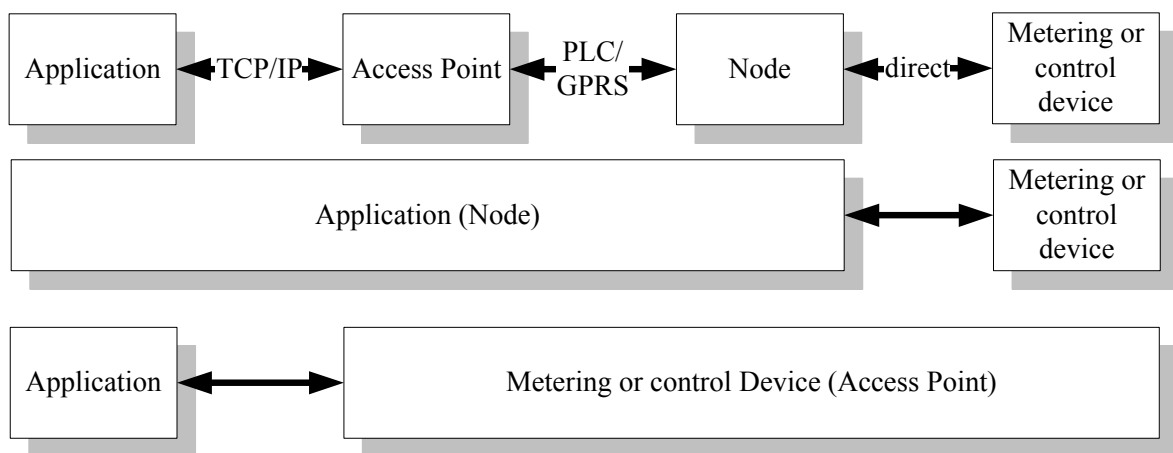 Application
TCP/IP
Access Point
PLC/
GPRS
Node
direct
Metering or
control
device
Application (Node)
Metering or
control
device
Application
Metering or control Device (Access Point)